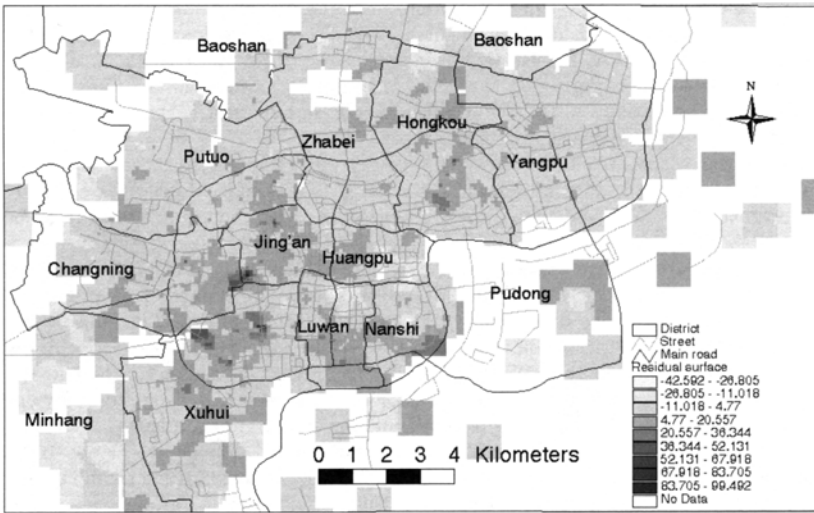 Baoshan
Baoshan
N
Hongkou
Zhabei
Putuo
Yangpu
Jing'an
Huangpu
Changning
Pudong
Luwan
Nanshi
Minhang
Xuhui
0 1 2 3 4 Kilometers
District
Street
Main road
Residual surface
-42.592 - -26.805
-26.805 - -11.018
-11.018 - 4.77
4.77 - 20.557
20.557 - 36.344
36.344 - 52.131
52.131 - 67.918
67.918 - 83.705
83.705 - 99.492
No Data